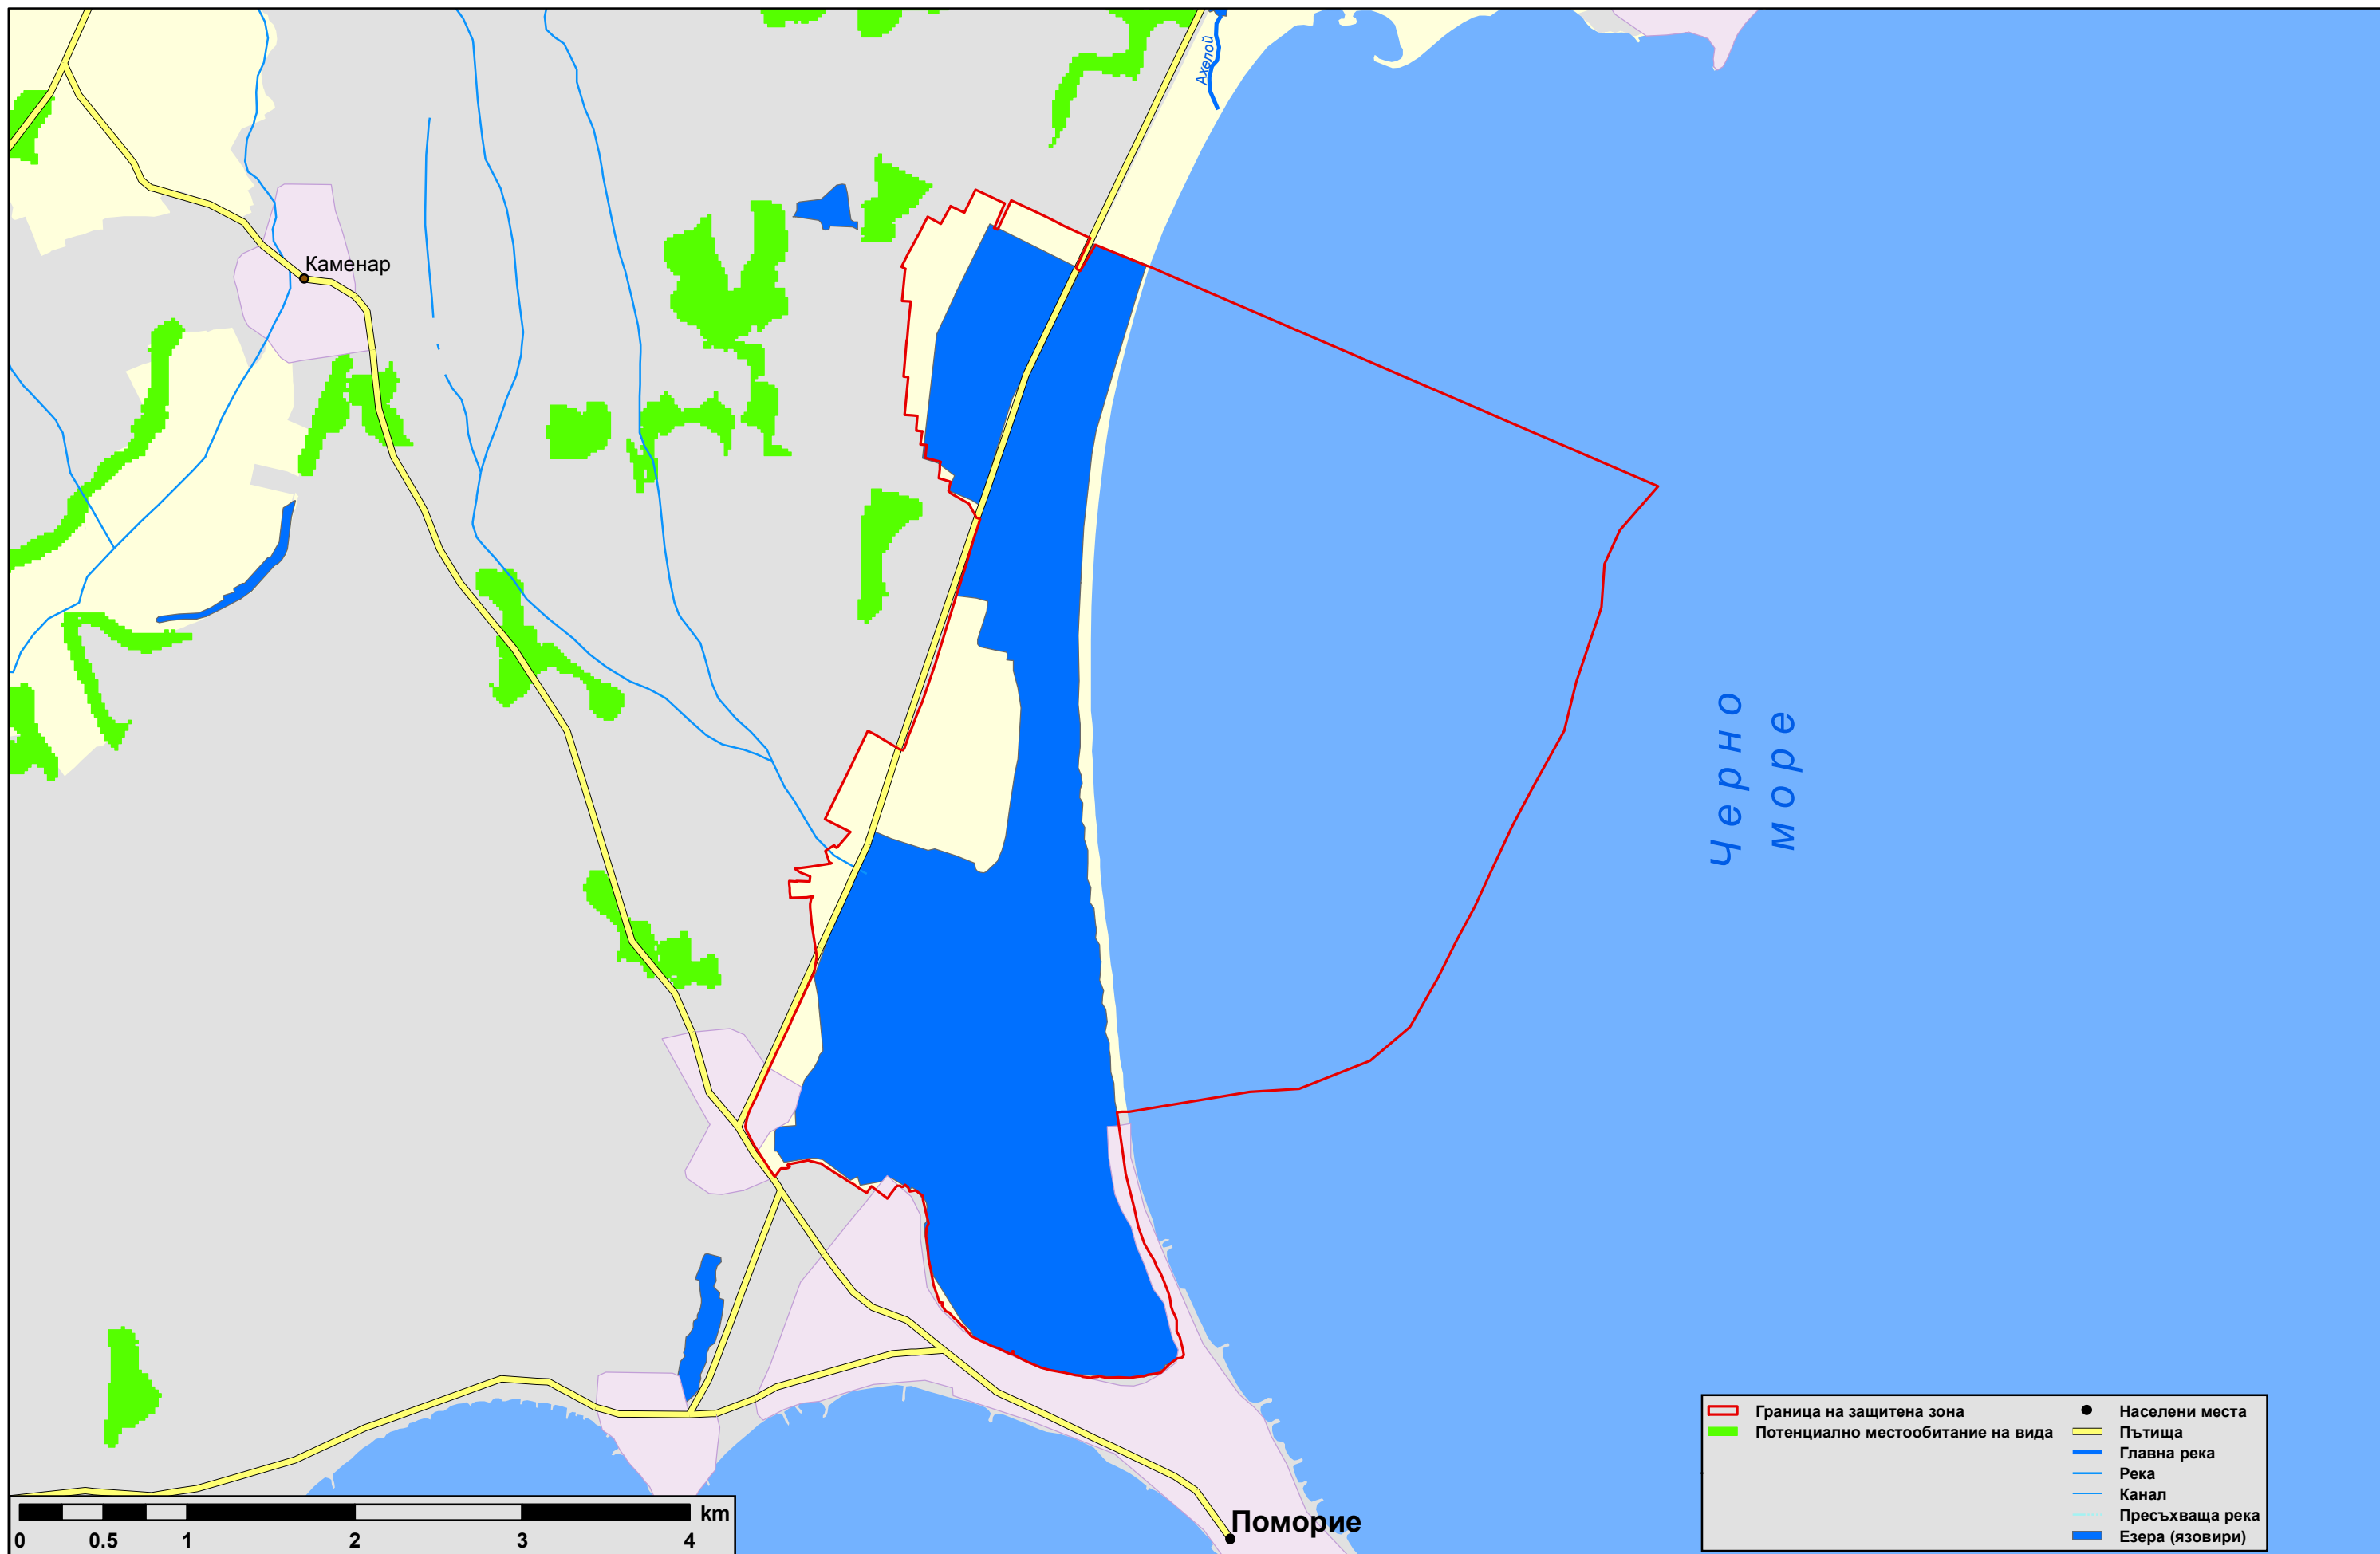 Ахелой
Каменар
Черно
море
Поморие
Граница на защитена зона
Потенциално местообитание на вида
Населени места
Пътища
Главна река
Река
Канал
Пресъхваща река
Езера (язовири)
km
0 0.5 1 2 3 4